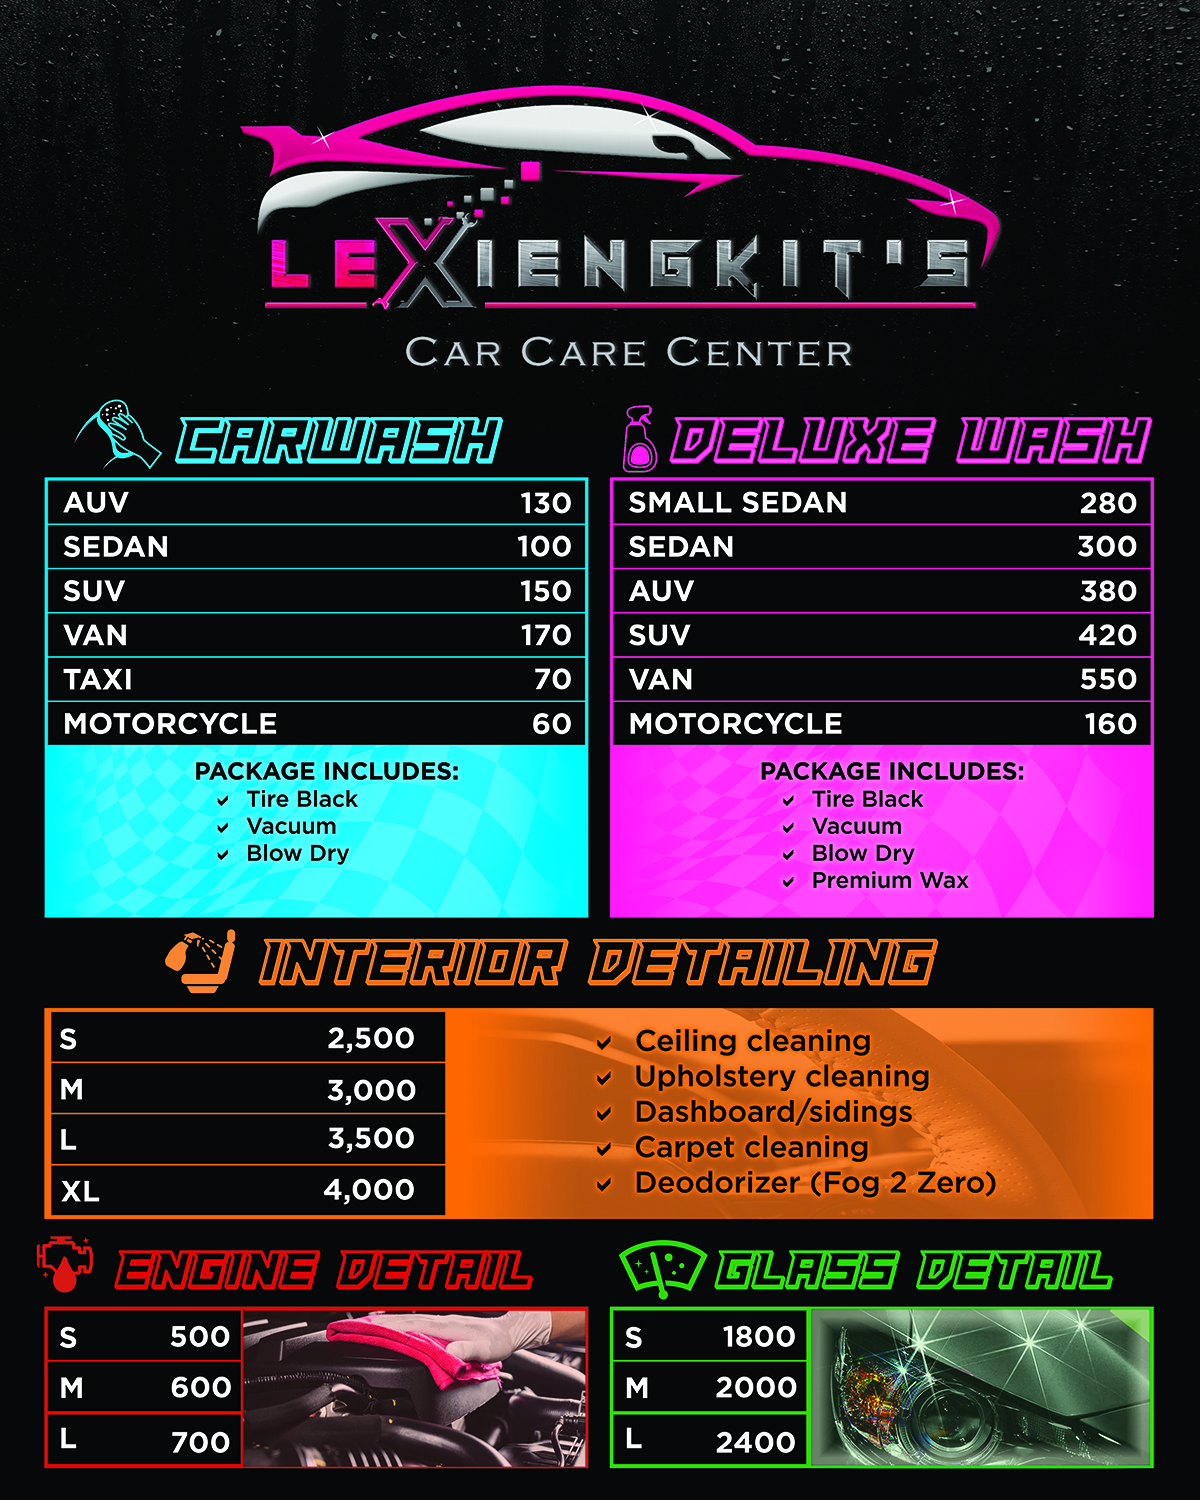 LEXIENGKIT'S
CAR CARE CENTER
CARWASH
AUV 130
SEDAN 100
SUV 150
VAN 170
TAXI 70
MOTORCYCLE 60
PACKAGE INCLUDES:
Tire Black
Vacuum
Blow Dry
DELUXE WASH
SMALL SEDAN 280
SEDAN 300
AUV 380
SUV 420
VAN 550
MOTORCYCLE 160
PACKAGE INCLUDES:
Tire Black
Vacuum
Blow Dry
Premium Wax
INTERIOR DETAILING
S 2,500
M 3,000
L 3,500
XL 4,000
Ceiling cleaning
Upholstery cleaning
Dashboard/sidings
Carpet cleaning
Deodorizer (Fog 2 Zero)
ENGINE DETAIL
S 500
M 600
L 700
GLASS DETAIL
S 1800
M 2000
L 2400